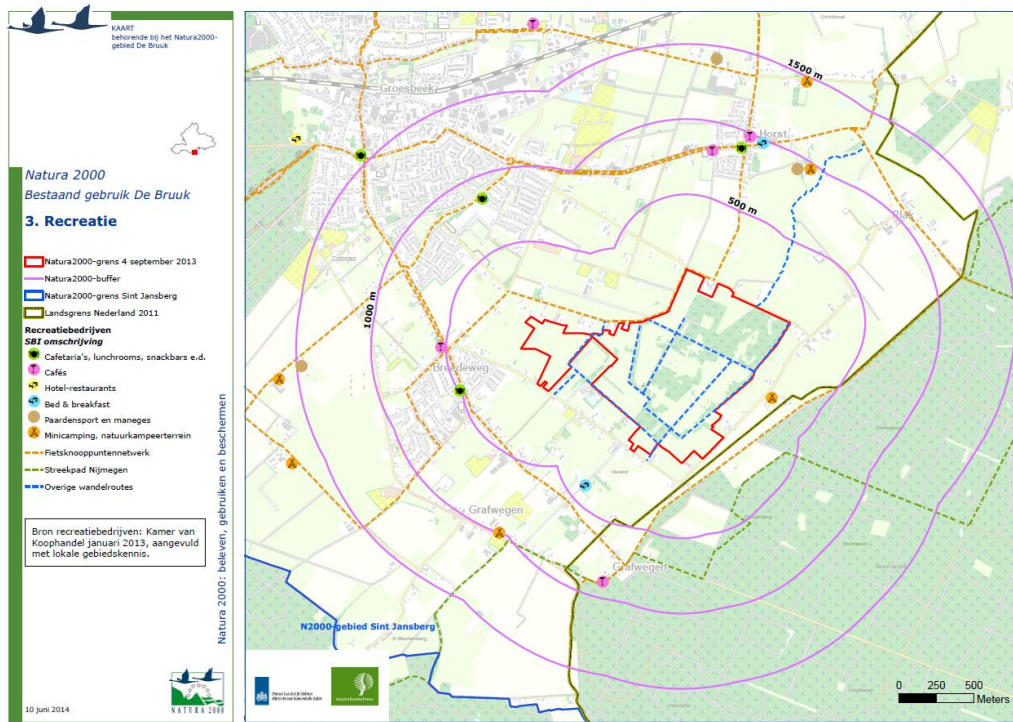 KAART
behorende bij het Natura2000-
gebied De Bruuk
Natura 2000
Bestaand gebruik De Bruuk
3. Recreatie
Natura2000-grens 4 september 2013
Natura2000-buffer
Natura2000-grens Sint Jansberg
Landsgrens Nederland 2011
Recreatiebedrijven
SBI omschrijving
Cafetaria's, lunchrooms, snackbars e.d.
Cafés
Hotel-restaurants
Bed & breakfast
Paardensport en maneges
Minicamping, natuurkampeerterrein
Fietsknooppuntennetwerk
Streekpad Nijmegen
Overige wandelroutes
Bron recreatiebedrijven: Kamer van
Koophandel januari 2013, aangevuld
met lokale gebiedskennis.
Natura 2000: beleven, gebruiken en beschermen
NATURA 2000
10 juni 2014
1500 m
Groesbeek
Horst
500 m
Plak
1000 m
Breedeweg
Grafwegen
Grafwegen
N2000-gebied Sint Jansberg
0 250 500
Meters